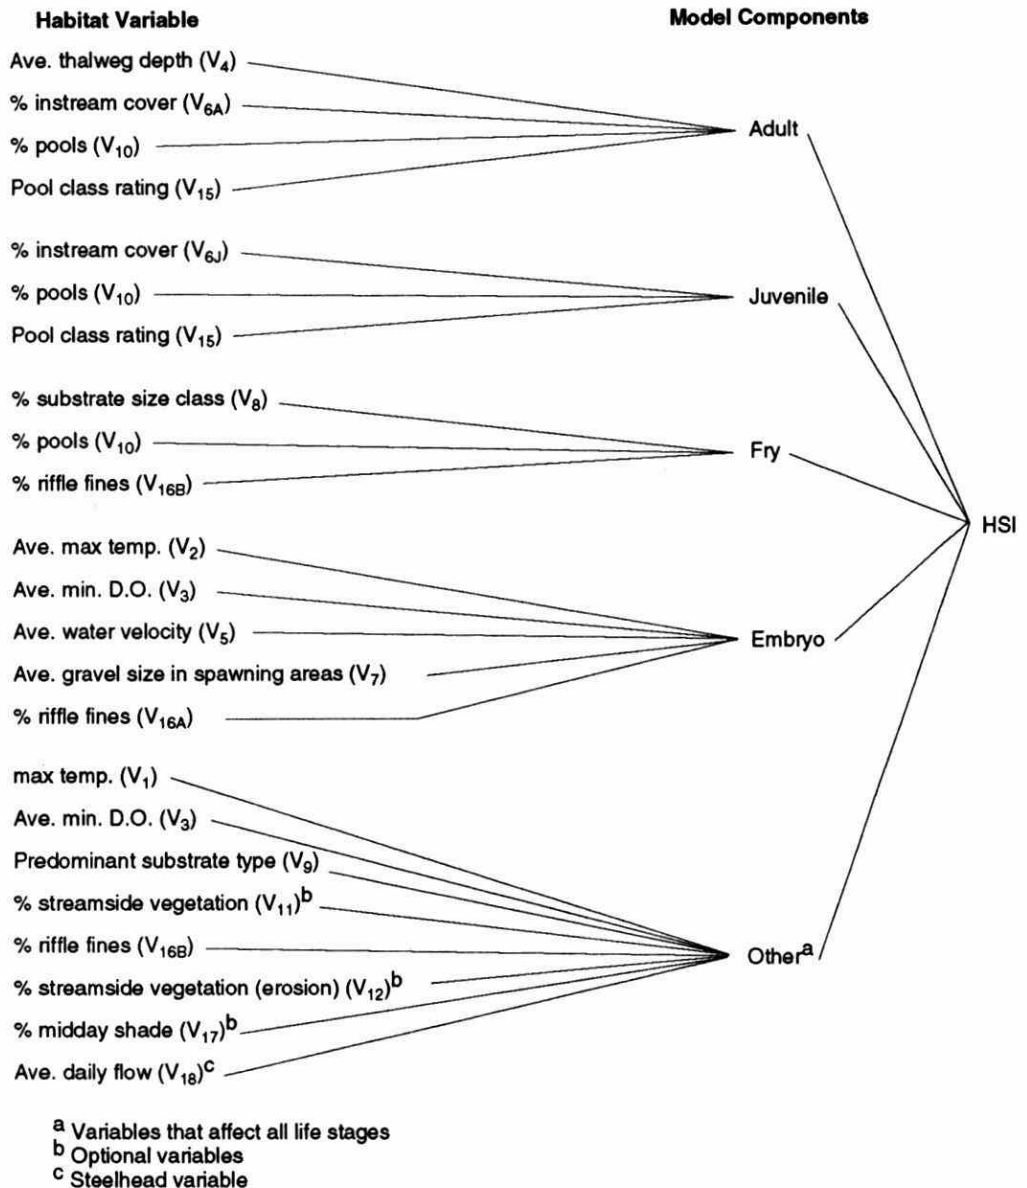 Habitat Variable
Model Components
Ave. thalweg depth (V4)
% instream cover (V6A)
% pools (V10)
Pool class rating (V15)
Adult
% instream cover (V6J)
% pools (V10)
Pool class rating (V15)
Juvenile
% substrate size class (V8)
% pools (V10)
% riffle fines (V16B)
Fry
HSI
Ave. max temp. (V2)
Ave. min. D.O. (V3)
Ave. water velocity (V5)
Ave. gravel size in spawning areas (V7)
% riffle fines (V16A)
Embryo
max temp. (V1)
Ave. min. D.O. (V3)
Predominant substrate type (V9)
% streamside vegetation (V11)b
% riffle fines (V16B)
% streamside vegetation (erosion) (V12)b
% midday shade (V17)b
Ave. daily flow (V18)c
Othera
a Variables that affect all life stages
b Optional variables
c Steelhead variable